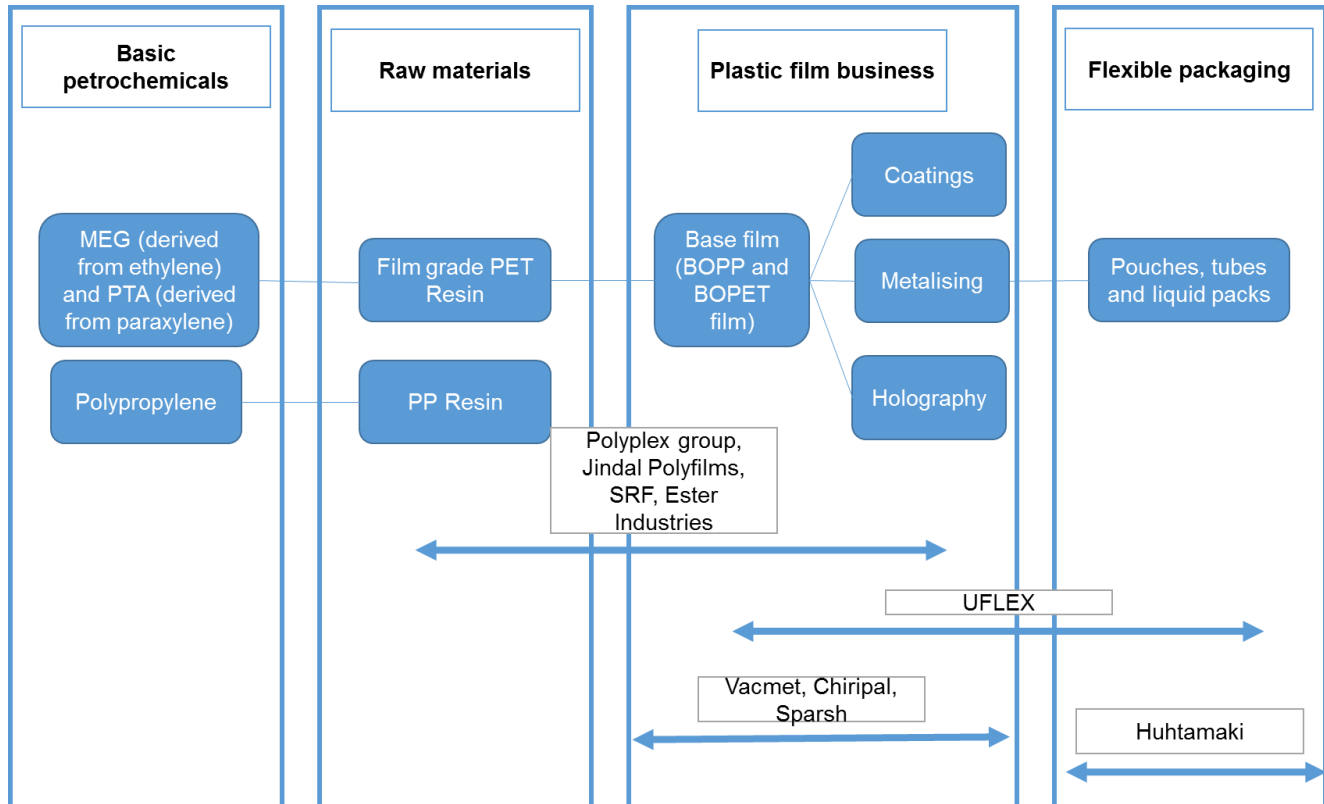 Basic
petrochemicals
Raw materials
Plastic film business
Flexible packaging
MEG (derived
from ethylene)
and PTA (derived
from paraxylene)
Film grade PET
Resin
Base film
(BOPP and
BOPET
film)
Coatings
Metalising
Holography
Pouches, tubes
and liquid packs
Polypropylene
PP Resin
Polyplex group,
Jindal Polyfilms,
SRF, Ester
Industries
UFLEX
Vacmet, Chiripal,
Sparsh
Huhtamaki